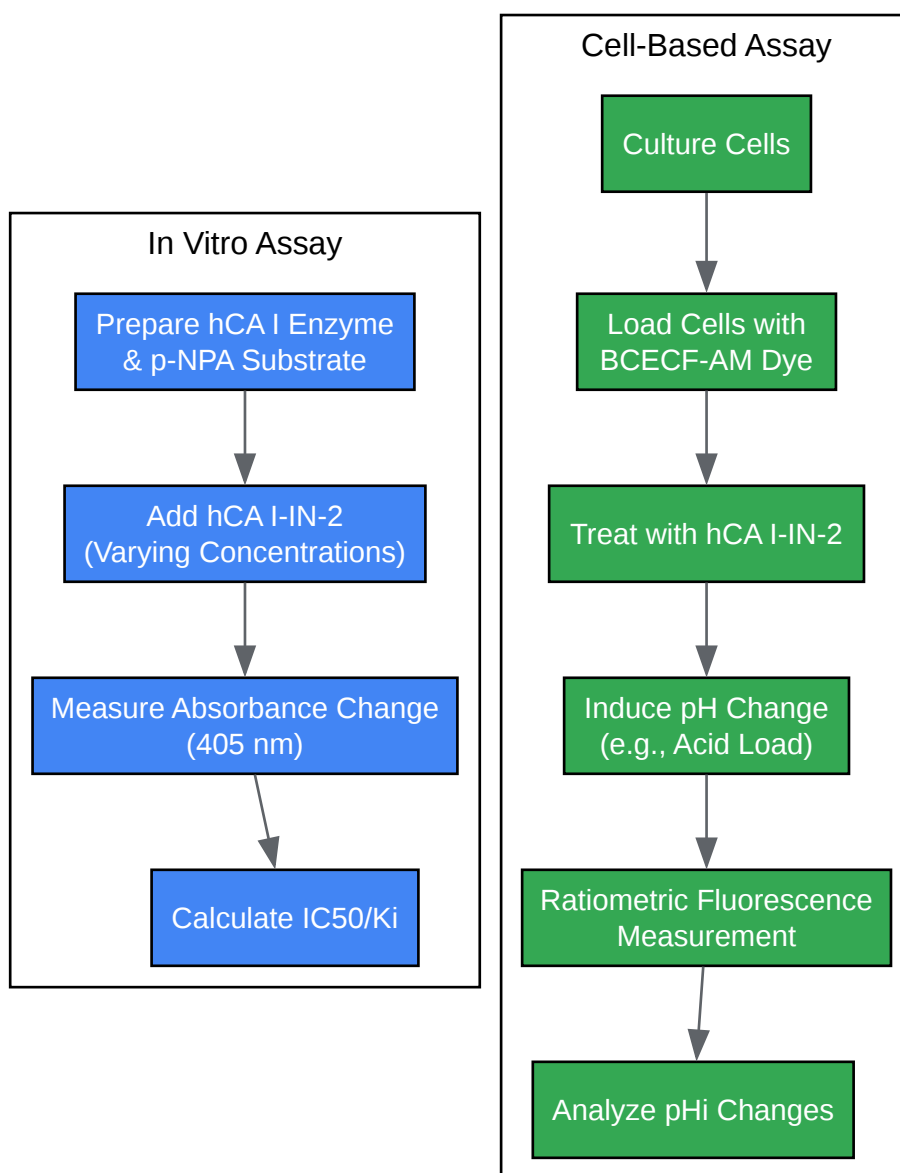 In Vitro Assay
Prepare hCA I Enzyme
& p-NPA Substrate
Add hCA I-IN-2
(Varying Concentrations)
Measure Absorbance Change
(405 nm)
Calculate IC50/Ki
Cell-Based Assay
Culture Cells
Load Cells with
BCECF-AM Dye
Treat with hCA I-IN-2
Induce pH Change
(e.g., Acid Load)
Ratiometric Fluorescence
Measurement
Analyze pHi Changes